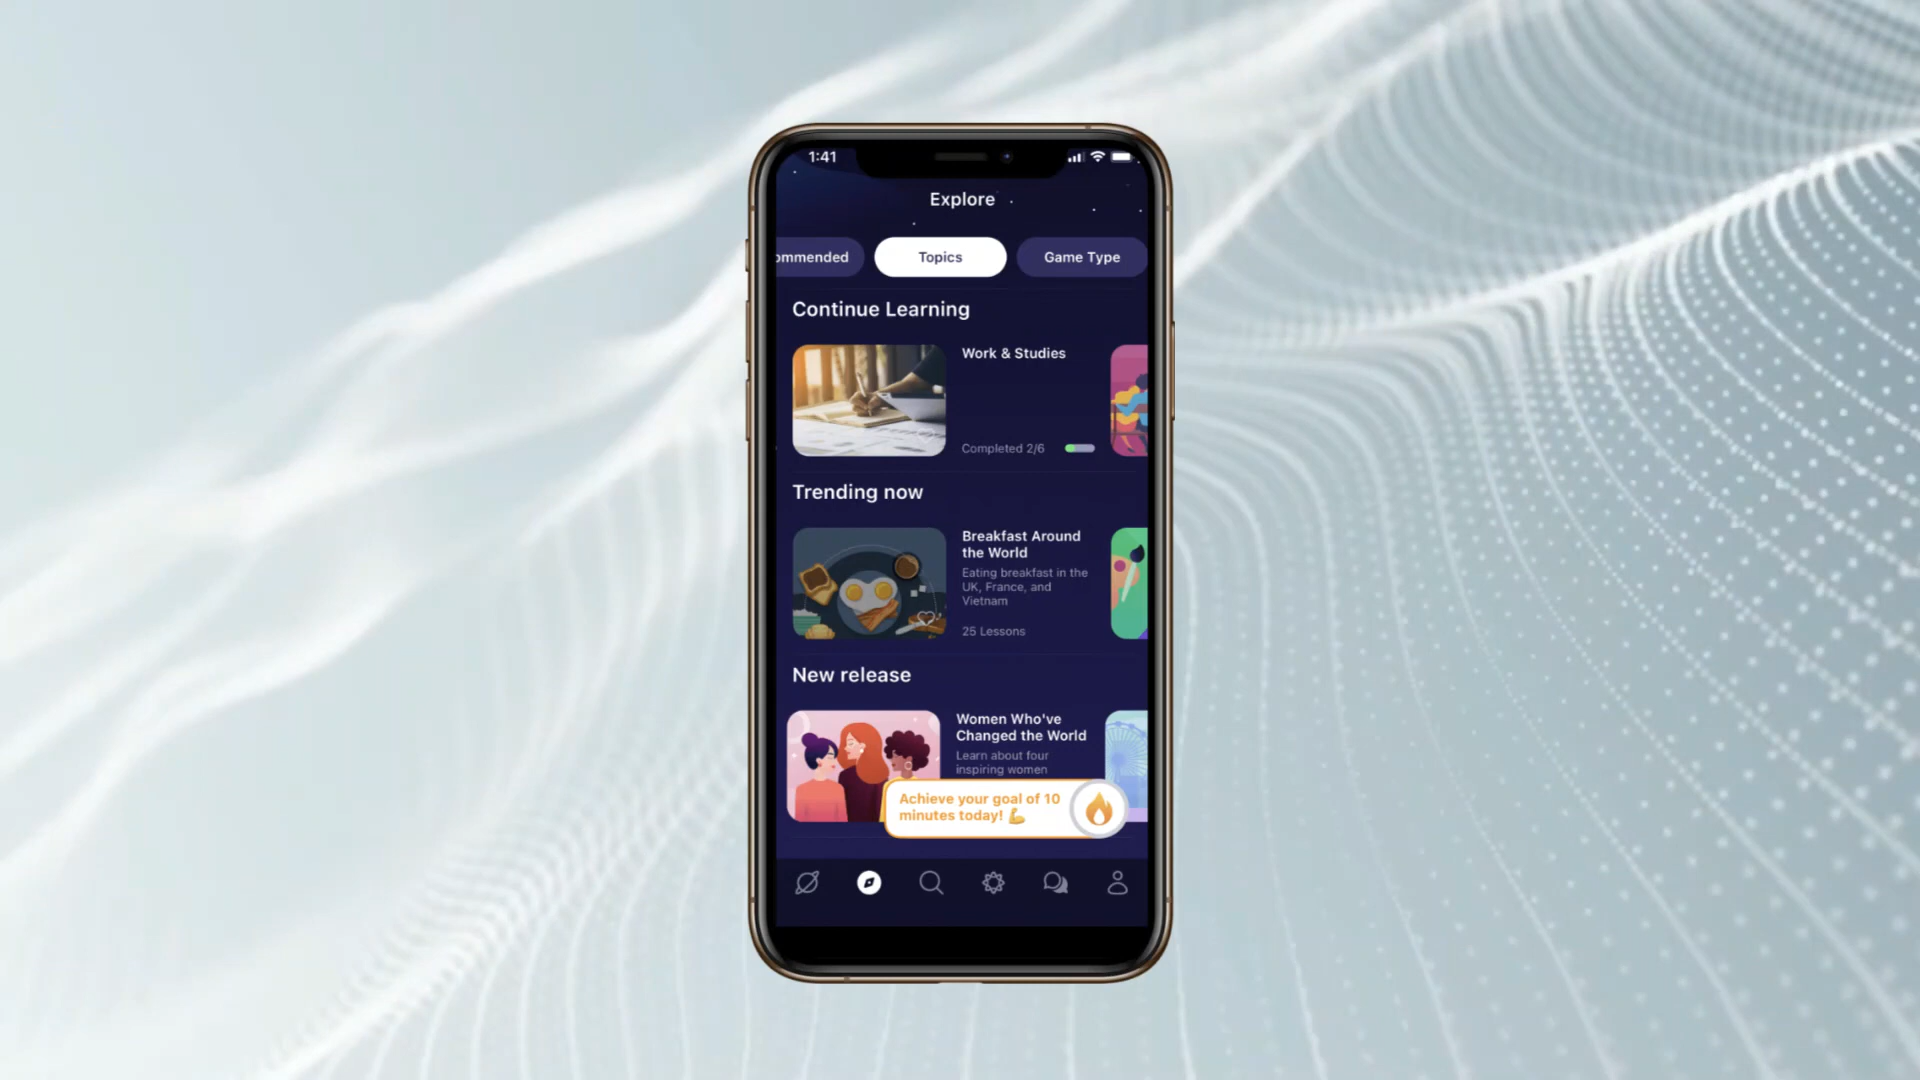 1:41
Explore
ommended
Topics
Game Type
Continue Learning
Work & Studies
Completed 2/6
Trending now
Breakfast Around
the World
Eating breakfast in the
UK, France, and
Vietnam
25 Lessons
New release
Women Who've
Changed the World
Learn about four
inspiring women
Achieve your goal of 10
minutes today! 💪